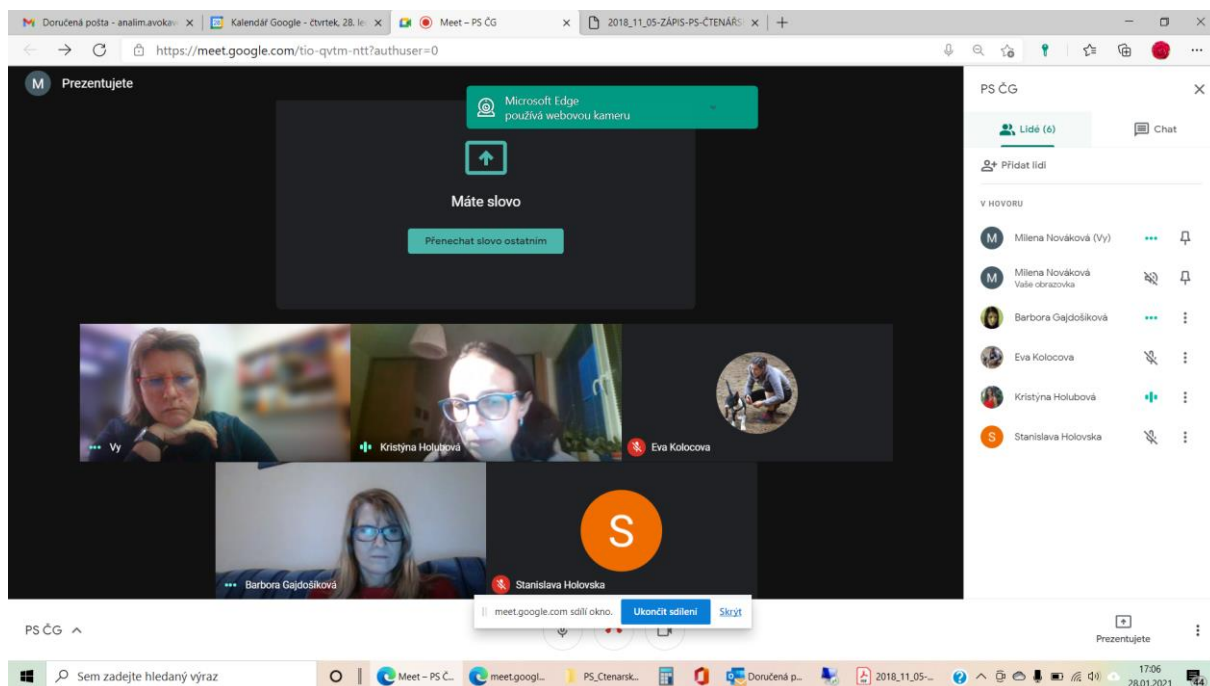 Doručená pošta - analim.avokav
Kalendář Google - čtvrtek, 28. le
Meet – PS ČG
2018_11_05-ZÁPIS-PS-ČTENÁŘS
https://meet.google.com/tio-qvtm-ntt?authuser=0
M Prezentujete
Microsoft Edge
používá webovou kameru
Máte slovo
Přenechat slovo ostatním
Vy
Kristýna Holubová
Eva Kolocova
Barbora Gajdošíková
S
Stanislava Holovska
PS ČG
Lidé (6)
Chat
Přidat lidi
V HOVORU
M Milena Nováková (Vy)
M Milena Nováková
Vaše obrazovka
Barbora Gajdošíková
Eva Kolocova
Kristýna Holubová
S Stanislava Holovska
meet.google.com sdílí okno. Ukončit sdílení Skrýt
PS ČG
Prezentujete
Sem zadejte hledaný výraz
Meet – PS Č...
meet.googl...
PS_Ctenarsk...
Doručená p...
2018_11_05-...
17:06
28.01.2021
44